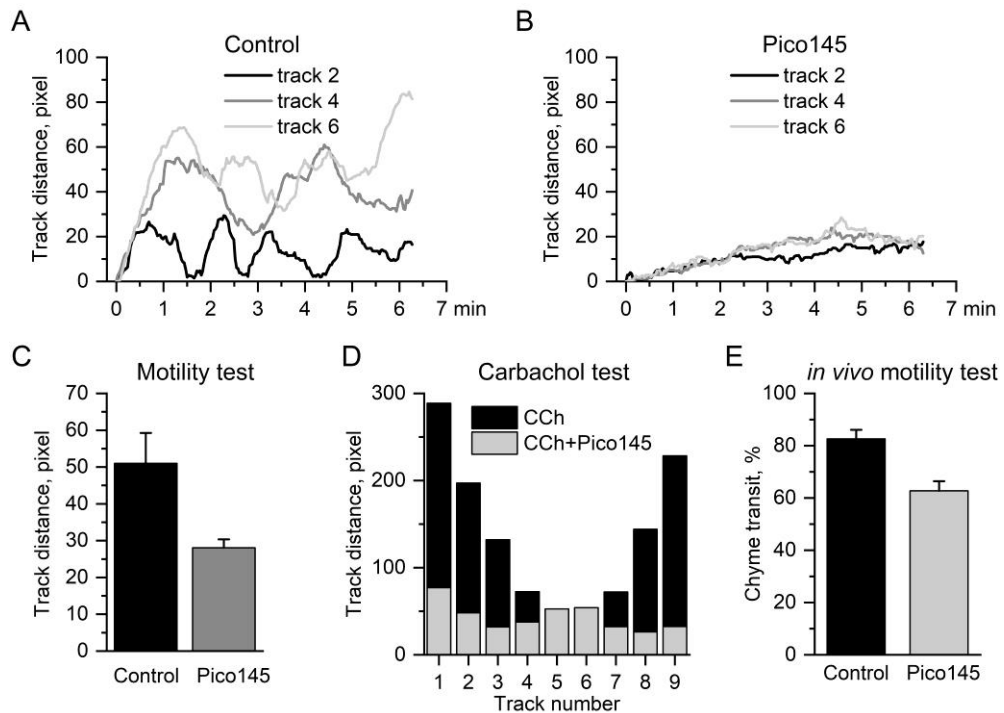 A
Control
track 2
track 4
track 6
Track distance, pixel
100
80
60
40
20
0
0 1 2 3 4 5 6 7 min
B
Pico145
track 2
track 4
track 6
Track distance, pixel
100
80
60
40
20
0
0 1 2 3 4 5 6 7 min
C
Motility test
Track distance, pixel
70
60
50
40
30
20
10
0
Control Pico145
D
Carbachol test
CCh
CCh+Pico145
Track distance, pixel
300
200
100
0
1 2 3 4 5 6 7 8 9
Track number
E
in vivo motility test
Chyme transit, %
100
80
60
40
20
0
Control Pico145